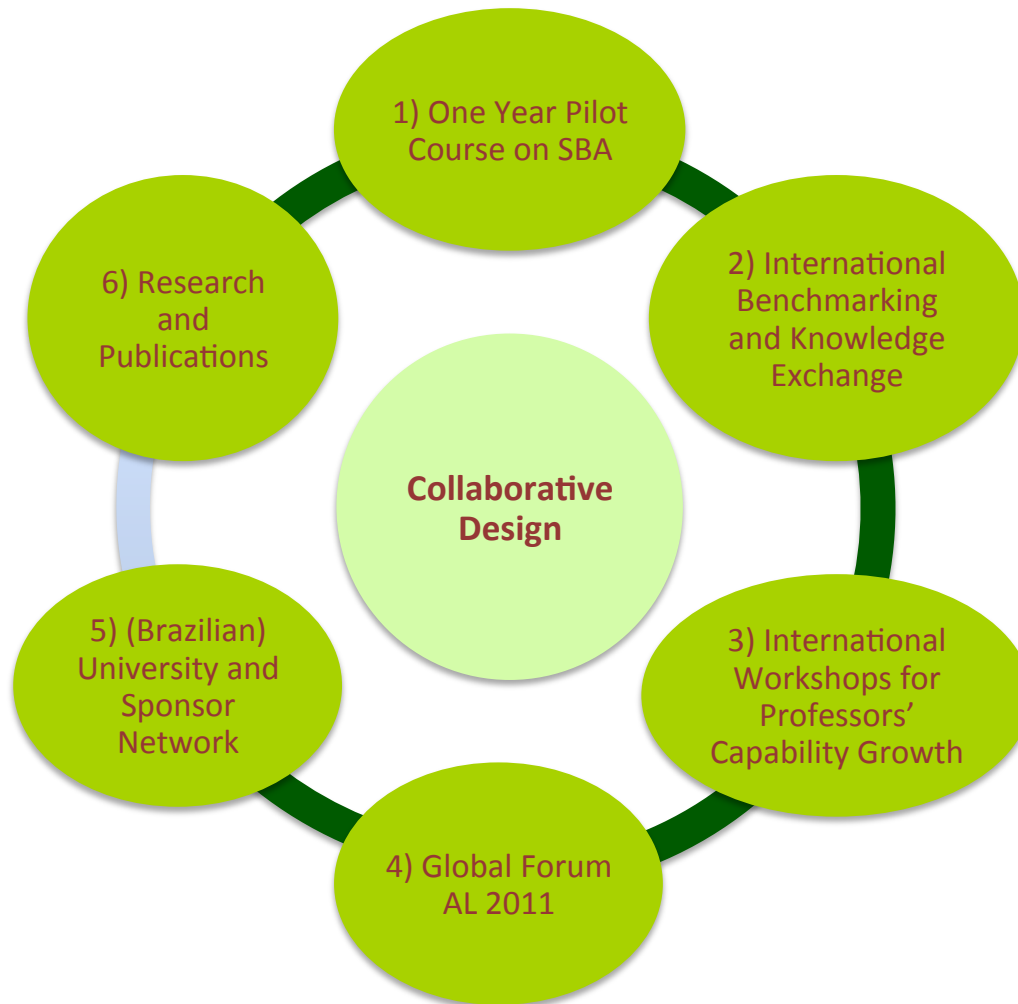 1) One Year Pilot
Course on SBA
2) International
Benchmarking
and Knowledge
Exchange
3) International
Workshops for
Professors’
Capability Growth
4) Global Forum
AL 2011
5) (Brazilian)
University and
Sponsor
Network
6) Research
and
Publications
Collaborative
Design